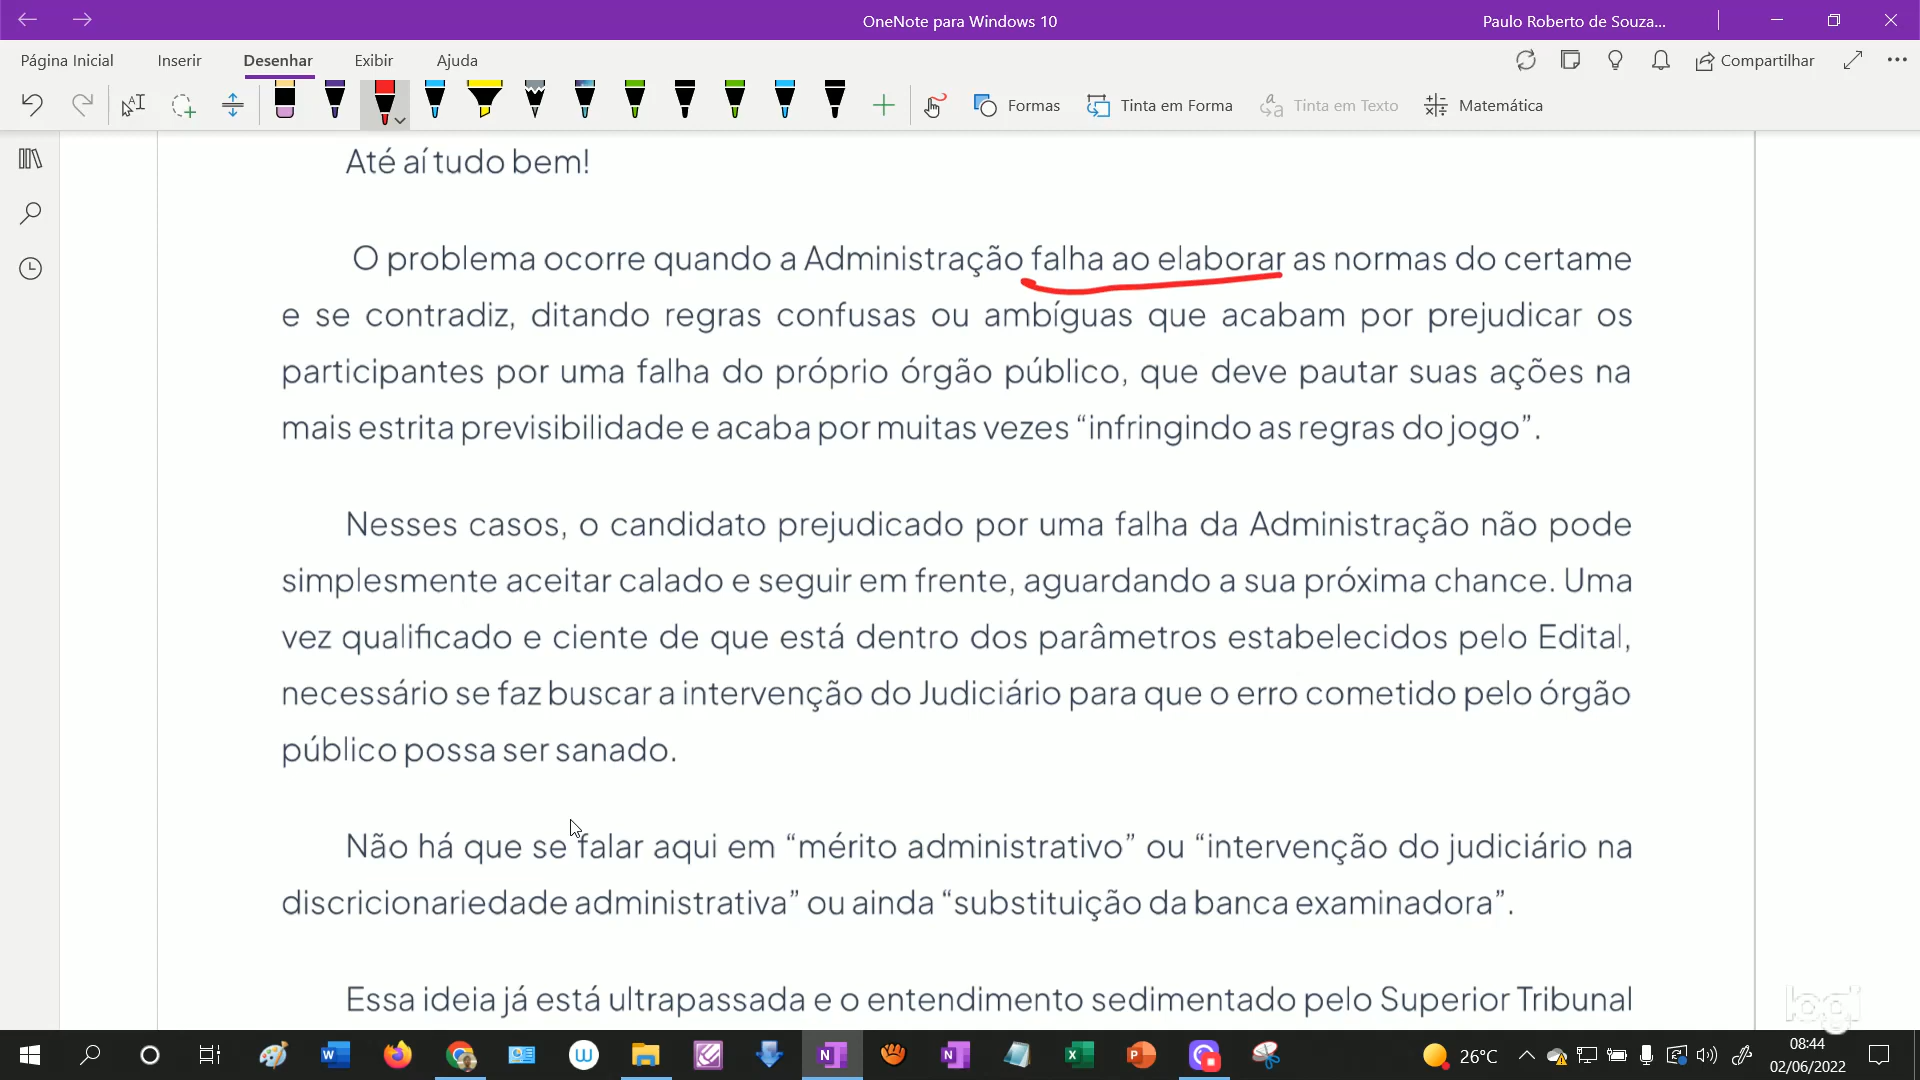 OneNote para Windows 10
Paulo Roberto de Souza...
Página Inicial
Inserir
Desenhar
Exibir
Ajuda
Compartilhar
Formas
Tinta em Forma
Tinta em Texto
Matemática
Até aí tudo bem!
O problema ocorre quando a Administração falha ao elaborar as normas do certame
e se contradiz, ditando regras confusas ou ambíguas que acabam por prejudicar os
participantes por uma falha do próprio órgão público, que deve pautar suas ações na
mais estrita previsibilidade e acaba por muitas vezes “infringindo as regras do jogo”.
Nesses casos, o candidato prejudicado por uma falha da Administração não pode
simplesmente aceitar calado e seguir em frente, aguardando a sua próxima chance. Uma
vez qualificado e ciente de que está dentro dos parâmetros estabelecidos pelo Edital,
necessário se faz buscar a intervenção do Judiciário para que o erro cometido pelo órgão
público possa ser sanado.
Não há que se falar aqui em “mérito administrativo” ou “intervenção do judiciário na
discricionariedade administrativa” ou ainda “substituição da banca examinadora”.
Essa ideia já está ultrapassada e o entendimento sedimentado pelo Superior Tribunal
logi
26°C
08:44
02/06/2022